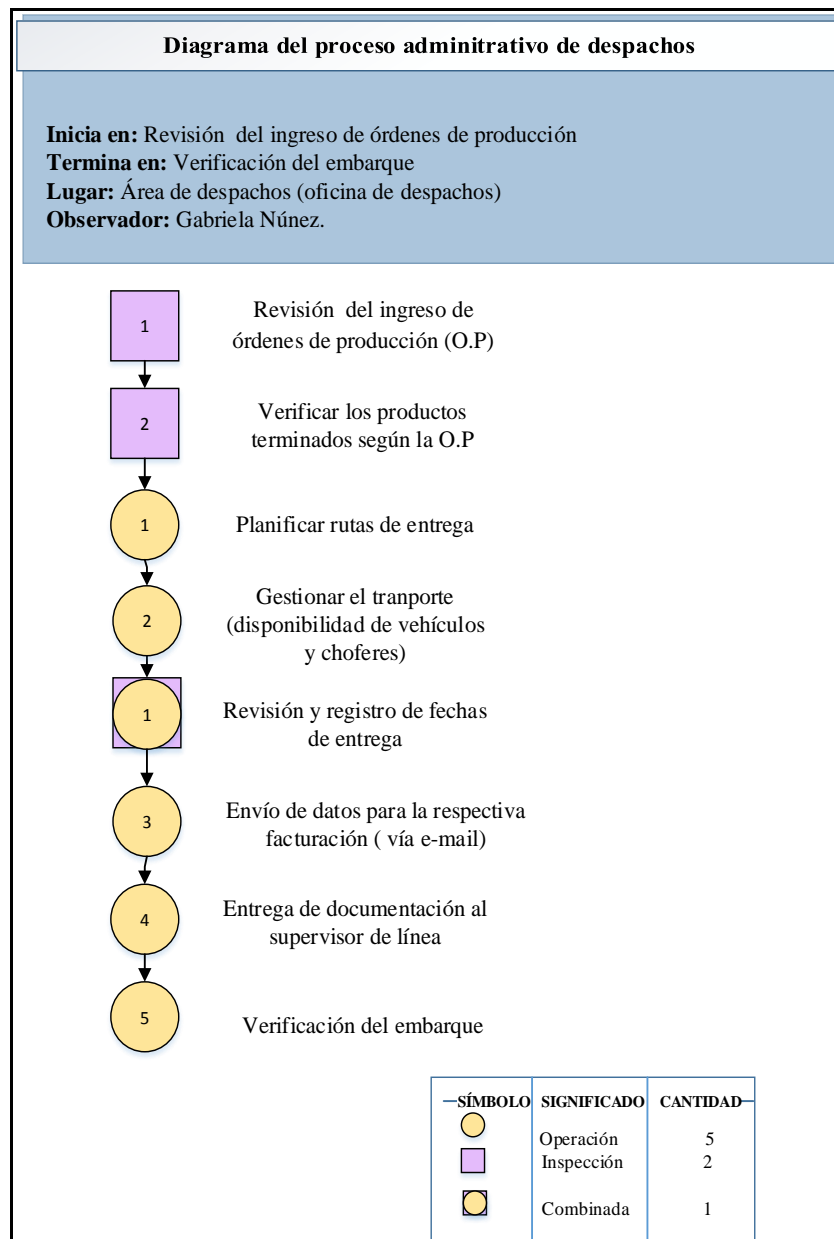 Diagrama del proceso adminitrativo de despachos
Inicia en: Revisión del ingreso de órdenes de producción
Termina en: Verificación del embarque
Lugar: Área de despachos (oficina de despachos)
Observador: Gabriela Núnez.
1
Revisión del ingreso de
órdenes de producción (O.P)
2
Verificar los productos
terminados según la O.P
1
Planificar rutas de entrega
2
Gestionar el tranporte
(disponibilidad de vehículos
y choferes)
1
Revisión y registro de fechas
de entrega
3
Envío de datos para la respectiva
facturación ( vía e-mail)
4
Entrega de documentación al
supervisor de línea
5
Verificación del embarque
SÍMBOLO SIGNIFICADO CANTIDAD
Operación 5
Inspección 2
Combinada 1